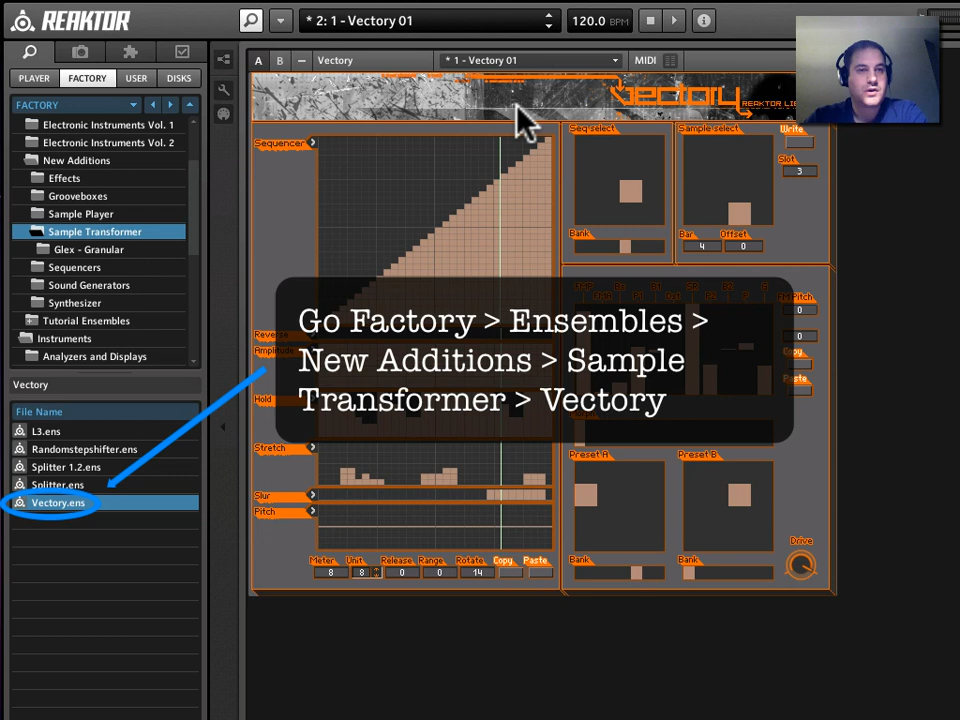 REAKTOR
* 2: 1 - Vectory 01
120.0 BPM
PLAYER
FACTORY
USER
DISKS
A
B
Vectory
* 1 - Vectory 01
MIDI
FACTORY
Electronic Instruments Vol. 1
Electronic Instruments Vol. 2
New Additions
Effects
Grooveboxes
Sample Player
Sample Transformer
Glex - Granular
Sequencers
Sound Generators
Synthesizer
Tutorial Ensembles
Instruments
Analyzers and Displays
Vectory
File Name
L3.ens
Randomstepshifter.ens
Splitter 1.2.ens
Splitter.ens
Vectory.ens
vectory
Sequencer
Seq select
Sample select
Write
Slot
3
Bank
Bar
Offset
4
0
Go Factory > Ensembles >
New Additions > Sample
Transformer > Vectory
Reverse
Amplitude
Hold
Stretch
Slur
Pitch
Meter
Unit
Release
Range
Rotate
Copy
Paste
8
8
0
0
14
0
0
Copy
Paste
Preset A
Preset B
Bank
Bank
Drive